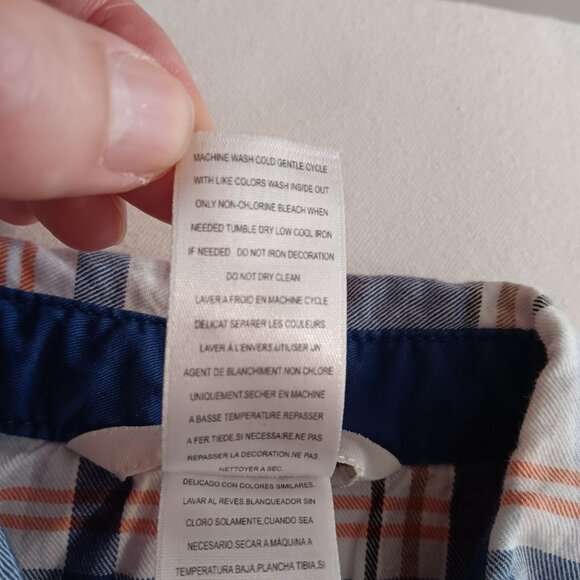 MACHINE WASH COLD GENTLE CYCLE
WITH LIKE COLORS WASH INSIDE OUT
ONLY NON-CHLORINE BLEACH WHEN
NEEDED TUMBLE DRY LOW COOL IRON
IF NEEDED DO NOT IRON DECORATION
DO NOT DRY CLEAN
LAVER A FROID EN MACHINE CYCLE
DELICAT SEPARER LES COULEURS
LAVER À L'ENVERS.UTILISER UN
AGENT DE BLANCHIMENT NON CHLORE
UNIQUEMENT.SECHER EN MACHINE
A BASSE TEMPERATURE.REPASSER
A FER TIEDE,SI NECESSAIRE.NE PAS
REPASSER LA DECORATION.NE PAS
NETTOYER A SEC.
DELICADO CON COLORES SIMILARES.
LAVAR AL REVÉS.BLANQUEADOR SIN
CLORO SOLAMENTE,CUANDO SEA
NECESARIO.SECAR A MÁQUINA A
TEMPERATURA BAJA.PLANCHA TIBIA,SI